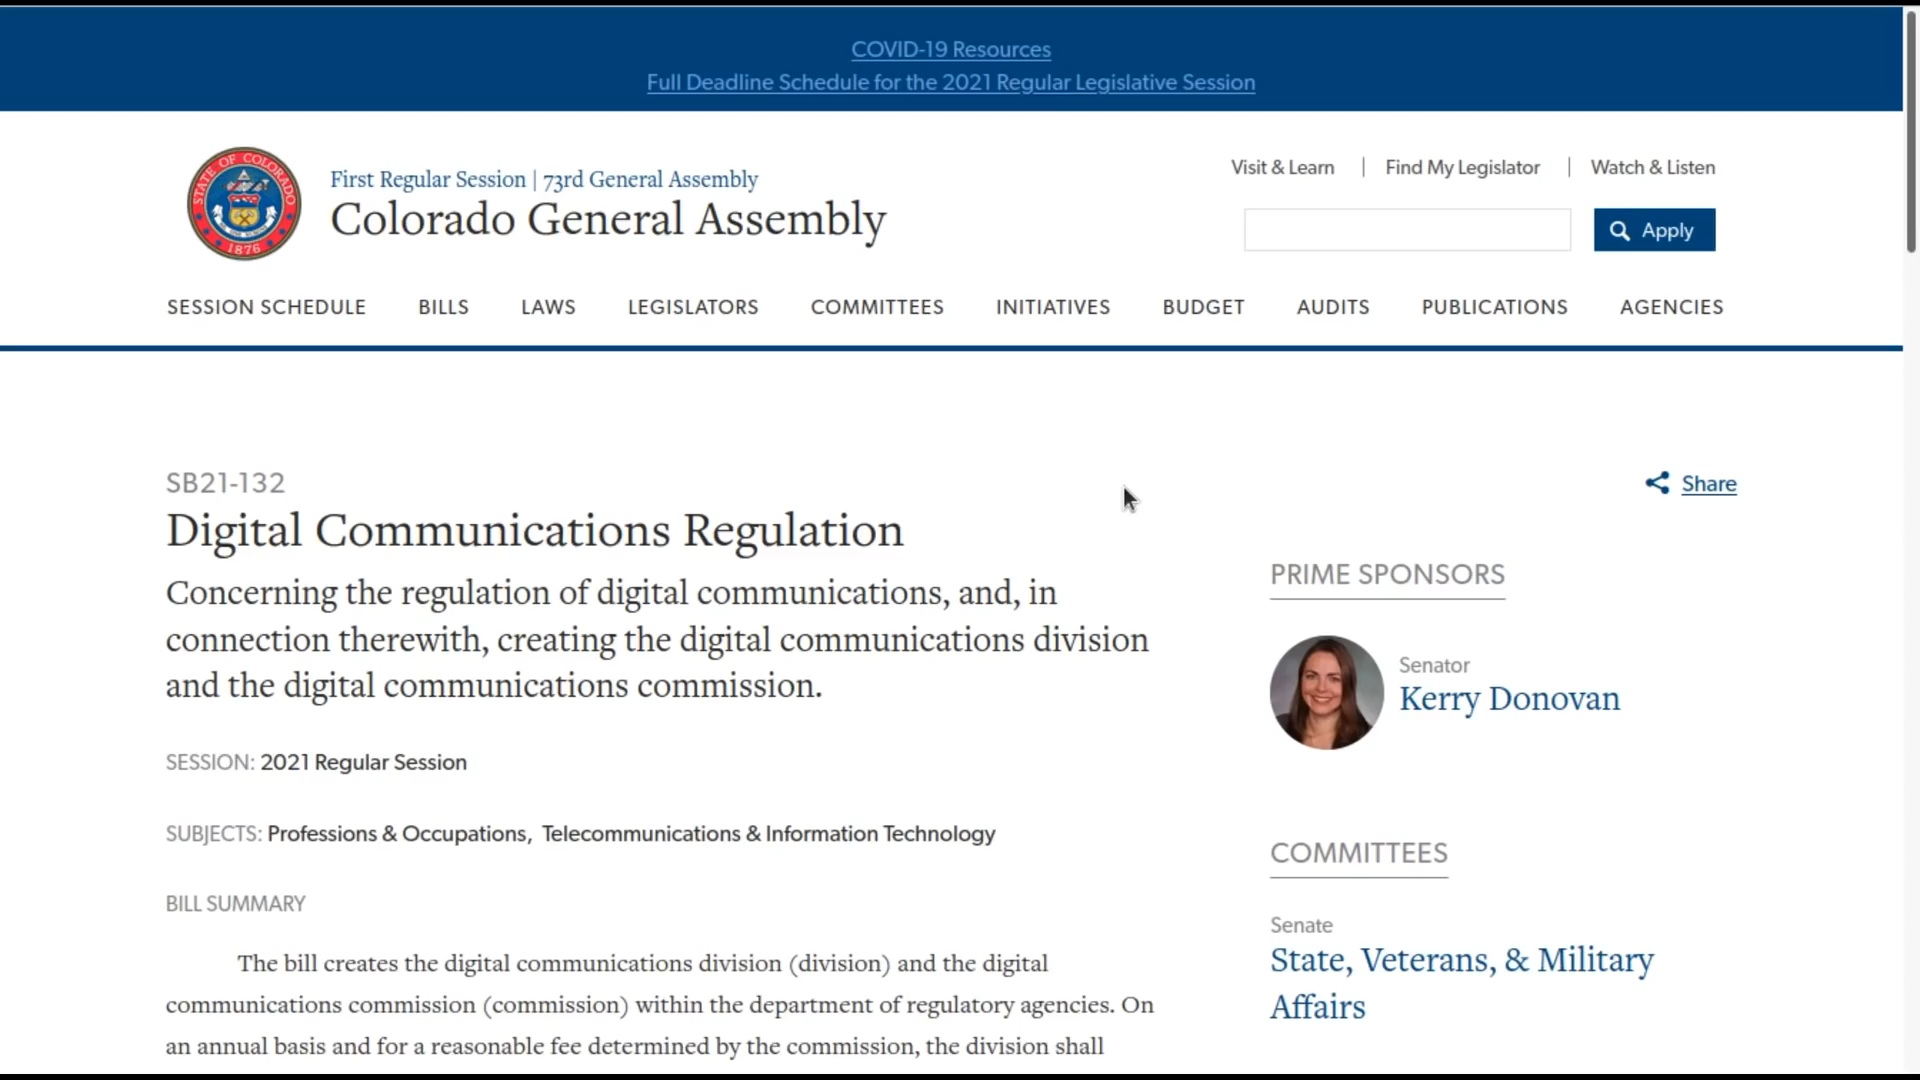 COVID-19 Resources
Full Deadline Schedule for the 2021 Regular Legislative Session
STATE OF COLORADO
1876
First Regular Session | 73rd General Assembly
Colorado General Assembly
Visit & Learn | Find My Legislator | Watch & Listen
Apply
SESSION SCHEDULE BILLS LAWS LEGISLATORS COMMITTEES INITIATIVES BUDGET AUDITS PUBLICATIONS AGENCIES
SB21-132
Share
Digital Communications Regulation
Concerning the regulation of digital communications, and, in
connection therewith, creating the digital communications division
and the digital communications commission.
SESSION: 2021 Regular Session
SUBJECTS: Professions & Occupations, Telecommunications & Information Technology
BILL SUMMARY
The bill creates the digital communications division (division) and the digital
communications commission (commission) within the department of regulatory agencies. On
an annual basis and for a reasonable fee determined by the commission, the division shall
PRIME SPONSORS
Senator
Kerry Donovan
COMMITTEES
Senate
State, Veterans, & Military
Affairs